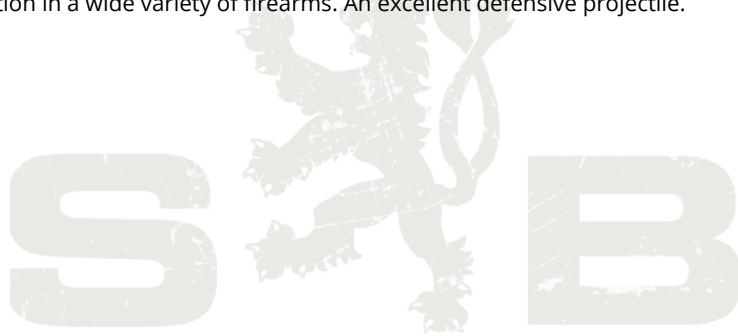 tion in a wide variety of firearms. An excellent defensive projectile.
S B